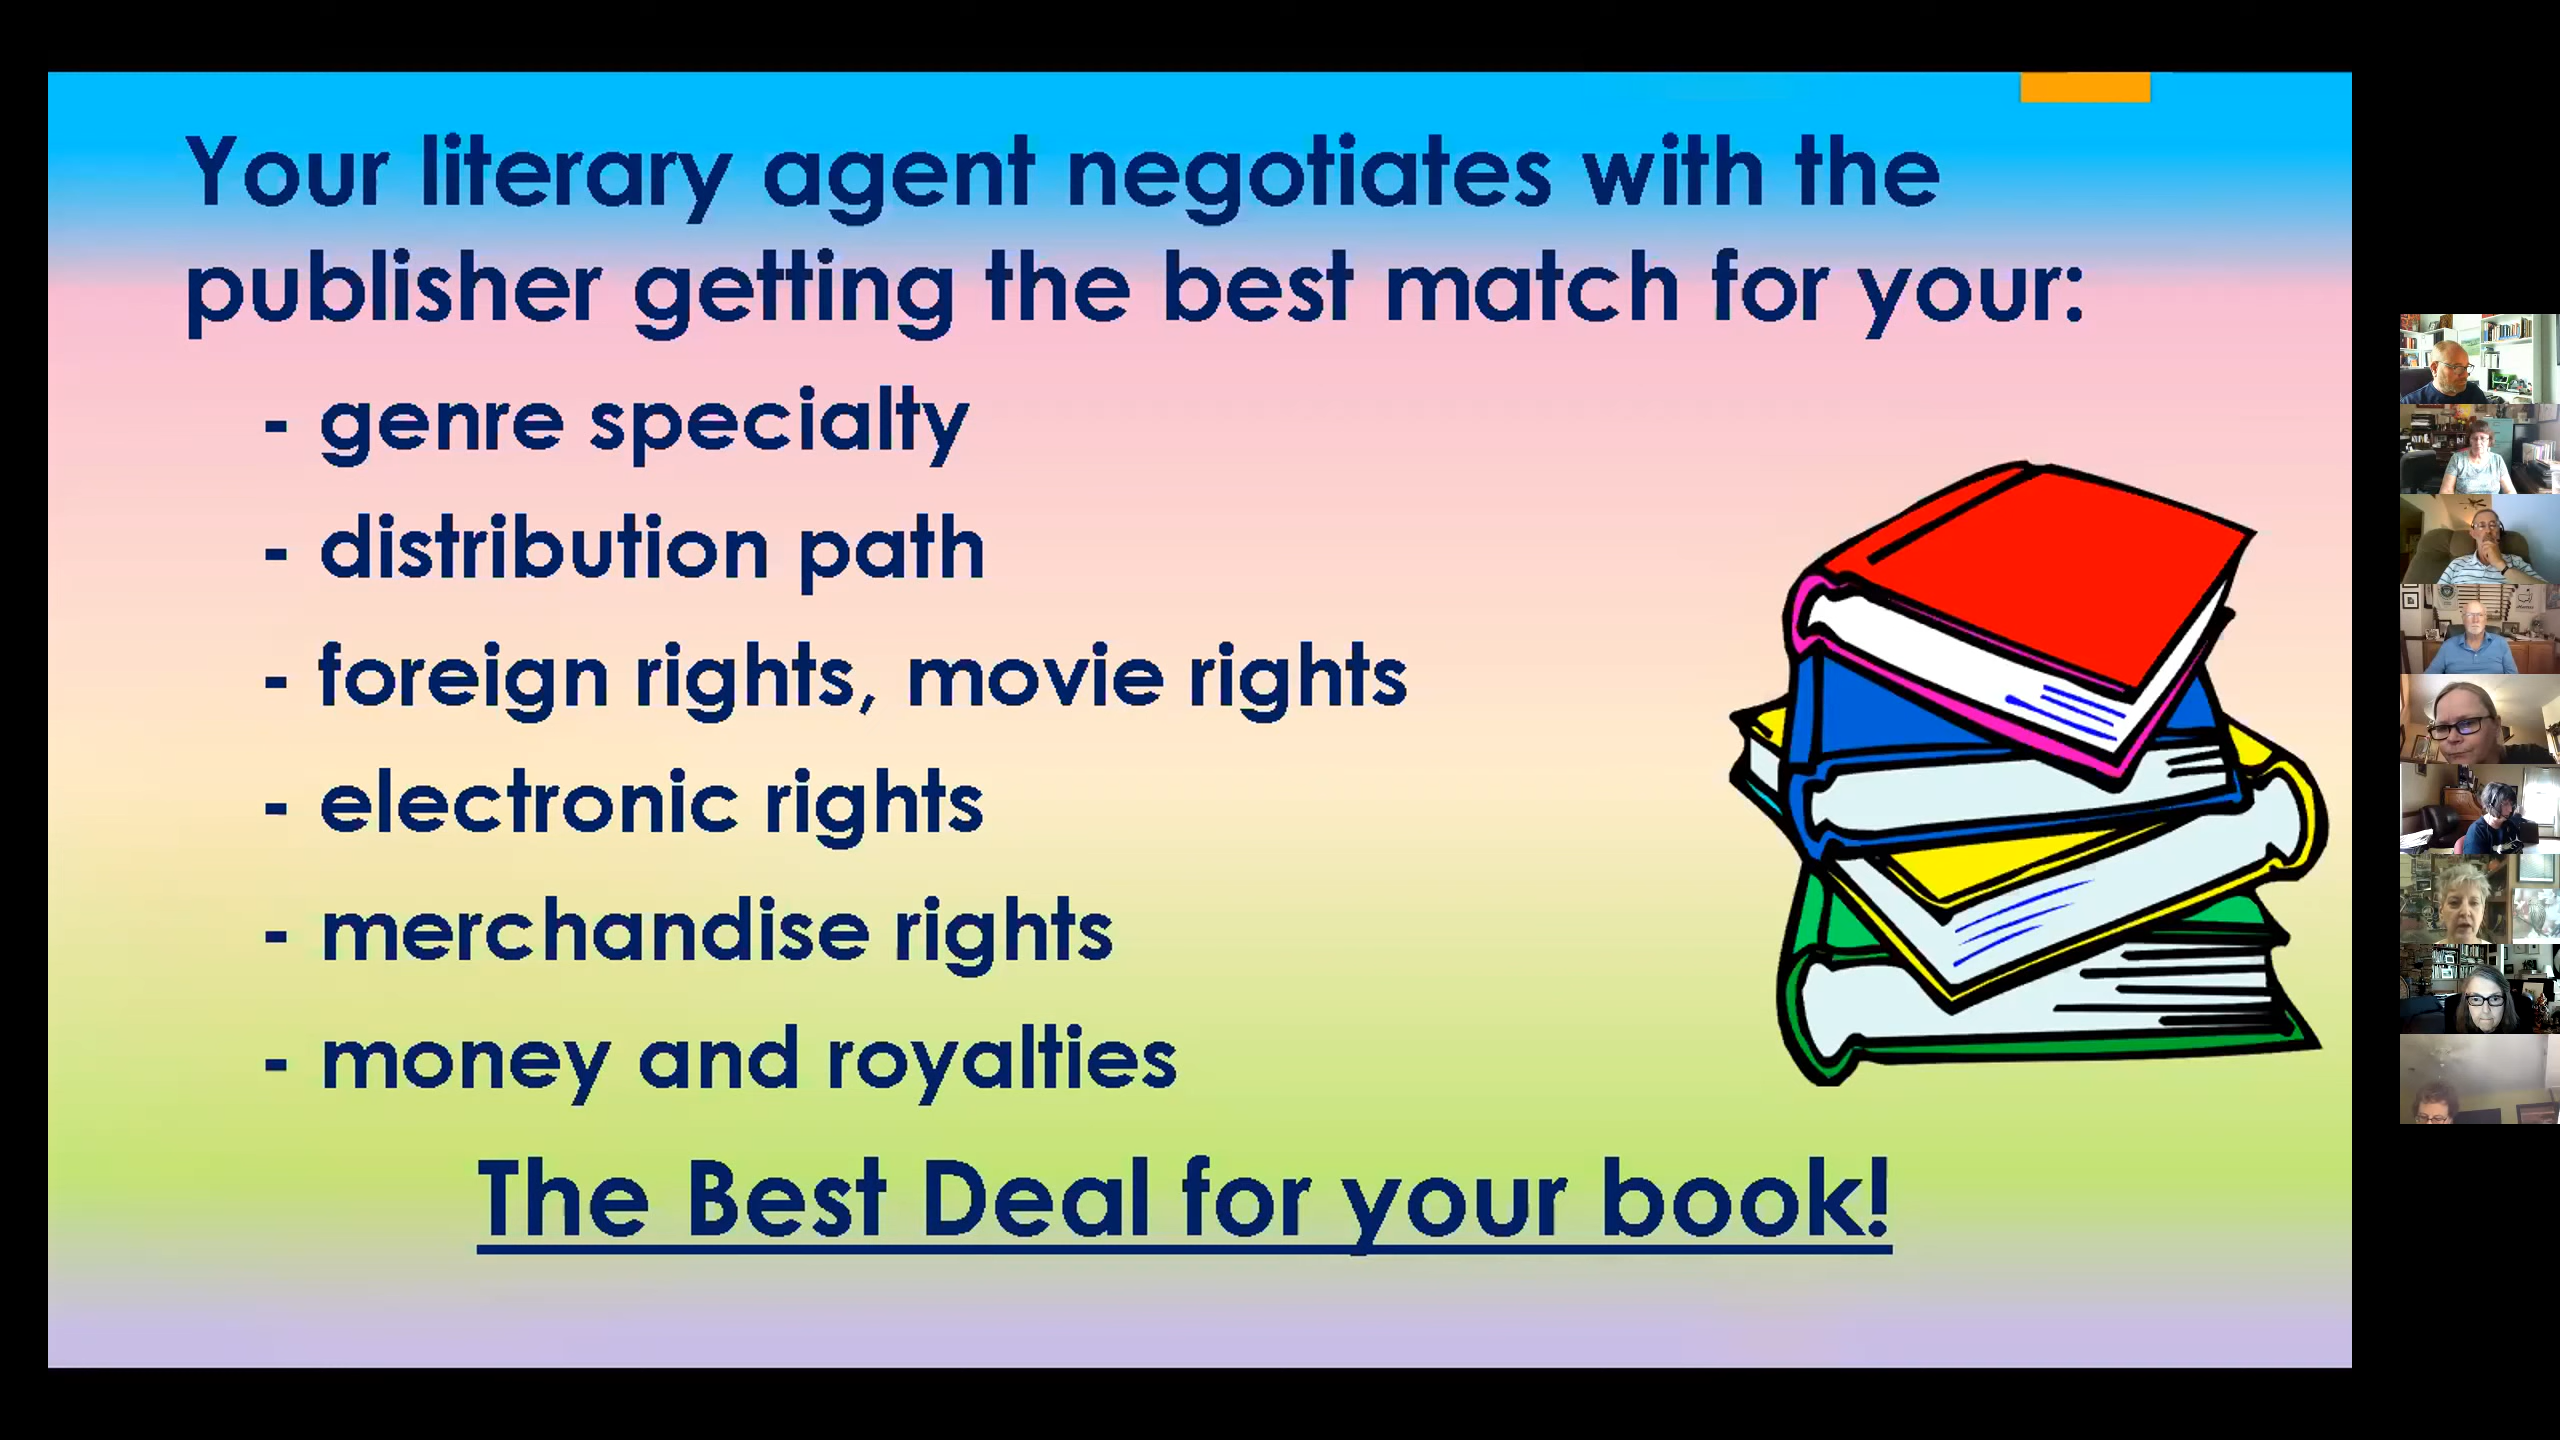 Your literary agent negotiates with the
publisher getting the best match for your:
- genre specialty
- distribution path
- foreign rights, movie rights
- electronic rights
- merchandise rights
- money and royalties
The Best Deal for your book!